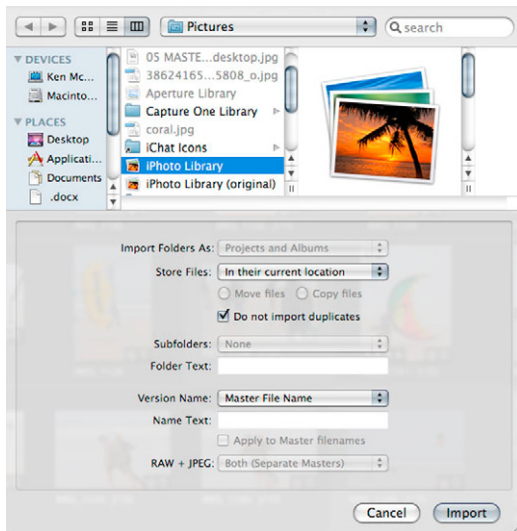 Pictures
search
DEVICES
Ken Mc...
Macinto...
PLACES
Desktop
Applicati...
Documents
.docx
05 MASTE...desktop.jpg
38624165...5808_o.jpg
Aperture Library
Capture One Library
coral.jpg
iChat Icons
iPhoto Library
iPhoto Library (original)
Import Folders As: Projects and Albums
Store Files: In their current location
Move files Copy files
Do not import duplicates
Subfolders: None
Folder Text:
Version Name: Master File Name
Name Text:
Apply to Master filenames
RAW + JPEG: Both (Separate Masters)
Cancel Import